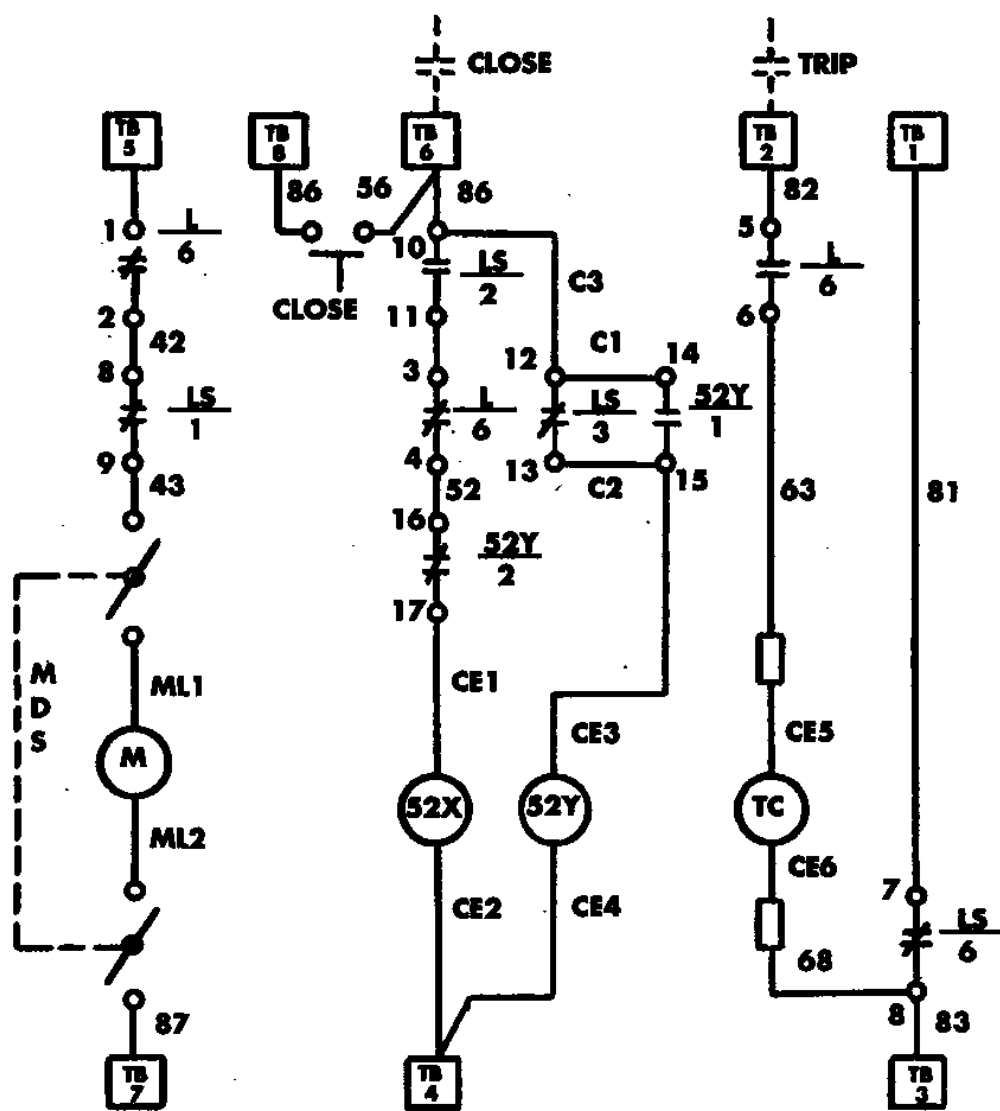 CLOSE
TRIP
TB
5
TB
8
TB
6
TB
2
TB
1
86
56
86
82
1
L
6
10
5
LS
2
L
6
CLOSE
C3
2
11
6
42
C1
14
8
3
12
LS
1
L
6
LS
3
52Y
1
9
4
13
15
43
52
C2
63
81
16
52Y
2
17
M
D
S
ML1
CE1
CE3
CE5
M
52X
52Y
TC
ML2
CE2
CE4
CE6
7
LS
6
68
87
8
83
TB
7
TB
4
TB
3